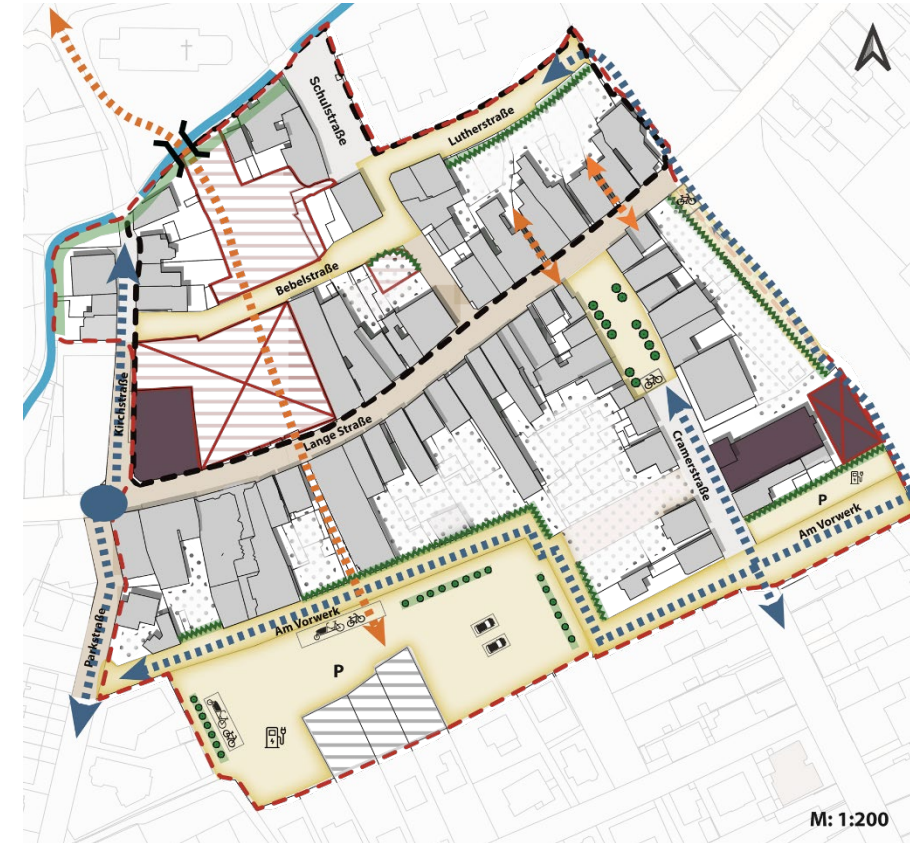 Schulstraße
Lutherstraße
Bebelstraße
Kirchstraße
Lange Straße
Cramerstraße
P
Am Vorwerk
Am Vorwerk
Parkstraße
P
M: 1:200